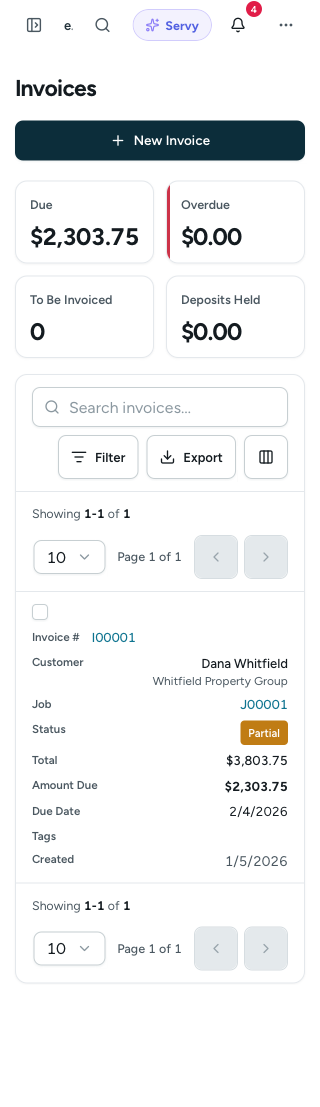 e.
Servy
4
Invoices
New Invoice
Due
$2,303.75
Overdue
$0.00
To Be Invoiced
0
Deposits Held
$0.00
Search invoices...
Filter
Export
Showing 1-1 of 1
10
Page 1 of 1
Invoice # I00001
Customer Dana Whitfield
Whitfield Property Group
Job J00001
Status Partial
Total $3,803.75
Amount Due $2,303.75
Due Date 2/4/2026
Tags
Created 1/5/2026
Showing 1-1 of 1
10
Page 1 of 1